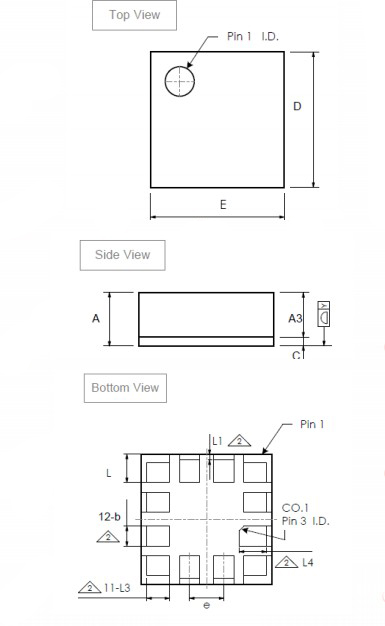 Top View
Pin 1 I.D.
D
E
Side View
A
A3
Y
C
Bottom View
Pin 1
L1 2
L
CO.1
12-b
Pin 3 I.D.
2
2 L4
2 11-L3
e